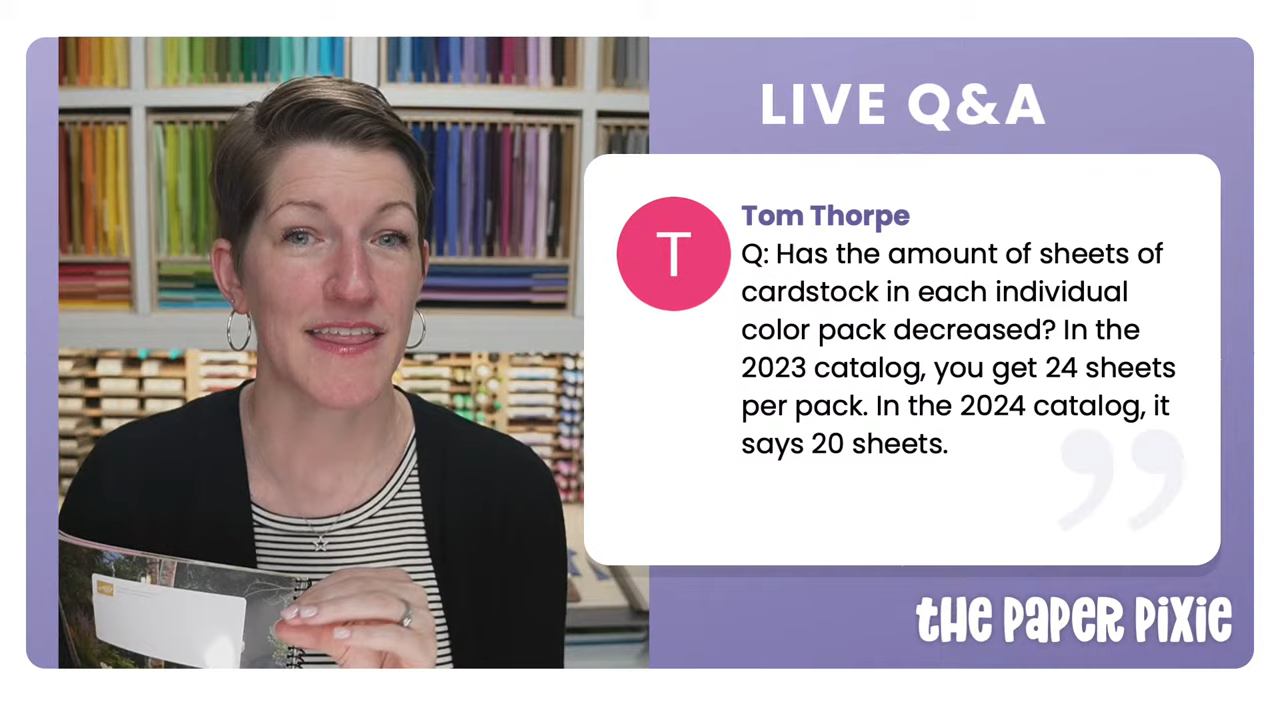 LIVE Q&A
T
Tom Thorpe
Q: Has the amount of sheets of
cardstock in each individual
color pack decreased? In the
2023 catalog, you get 24 sheets
per pack. In the 2024 catalog, it
says 20 sheets.
the PAPER PiXiE